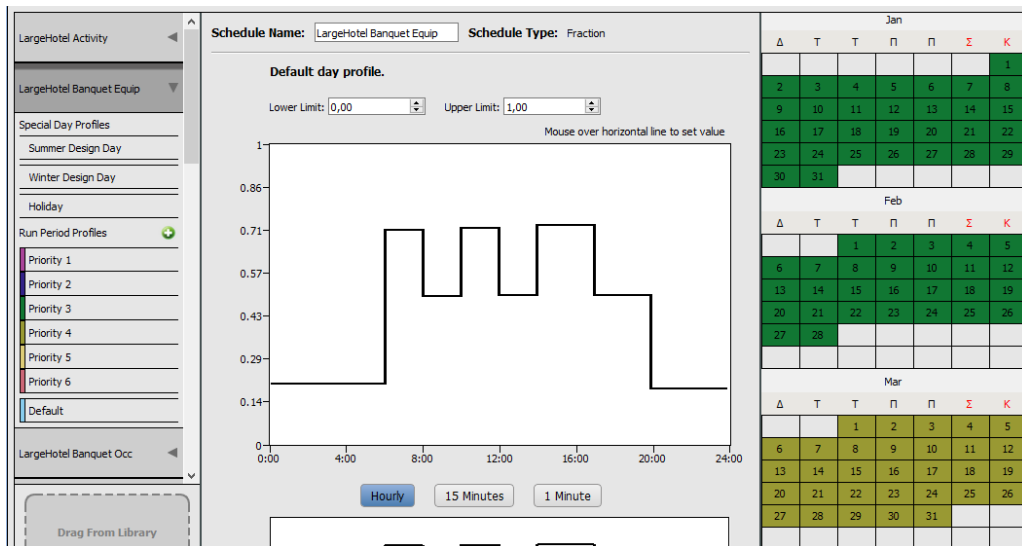 LargeHotel Activity
LargeHotel Banquet Equip
Special Day Profiles
Summer Design Day
Winter Design Day
Holiday
Run Period Profiles
Priority 1
Priority 2
Priority 3
Priority 4
Priority 5
Priority 6
Default
LargeHotel Banquet Occ
Drag From Library
Schedule Name: LargeHotel Banquet Equip Schedule Type: Fraction
Default day profile.
Lower Limit: 0,00 Upper Limit: 1,00
Mouse over horizontal line to set value
1
0.86
0.71
0.57
0.43
0.29
0.14
0
0:00 4:00 8:00 12:00 16:00 20:00 24:00
Hourly 15 Minutes 1 Minute
Jan
Δ Τ Τ Π Π Σ Κ
1
2 3 4 5 6 7 8
9 10 11 12 13 14 15
16 17 18 19 20 21 22
23 24 25 26 27 28 29
30 31
Feb
Δ Τ Τ Π Π Σ Κ
1 2 3 4 5
6 7 8 9 10 11 12
13 14 15 16 17 18 19
20 21 22 23 24 25 26
27 28
Mar
Δ Τ Τ Π Π Σ Κ
1 2 3 4 5
6 7 8 9 10 11 12
13 14 15 16 17 18 19
20 21 22 23 24 25 26
27 28 29 30 31